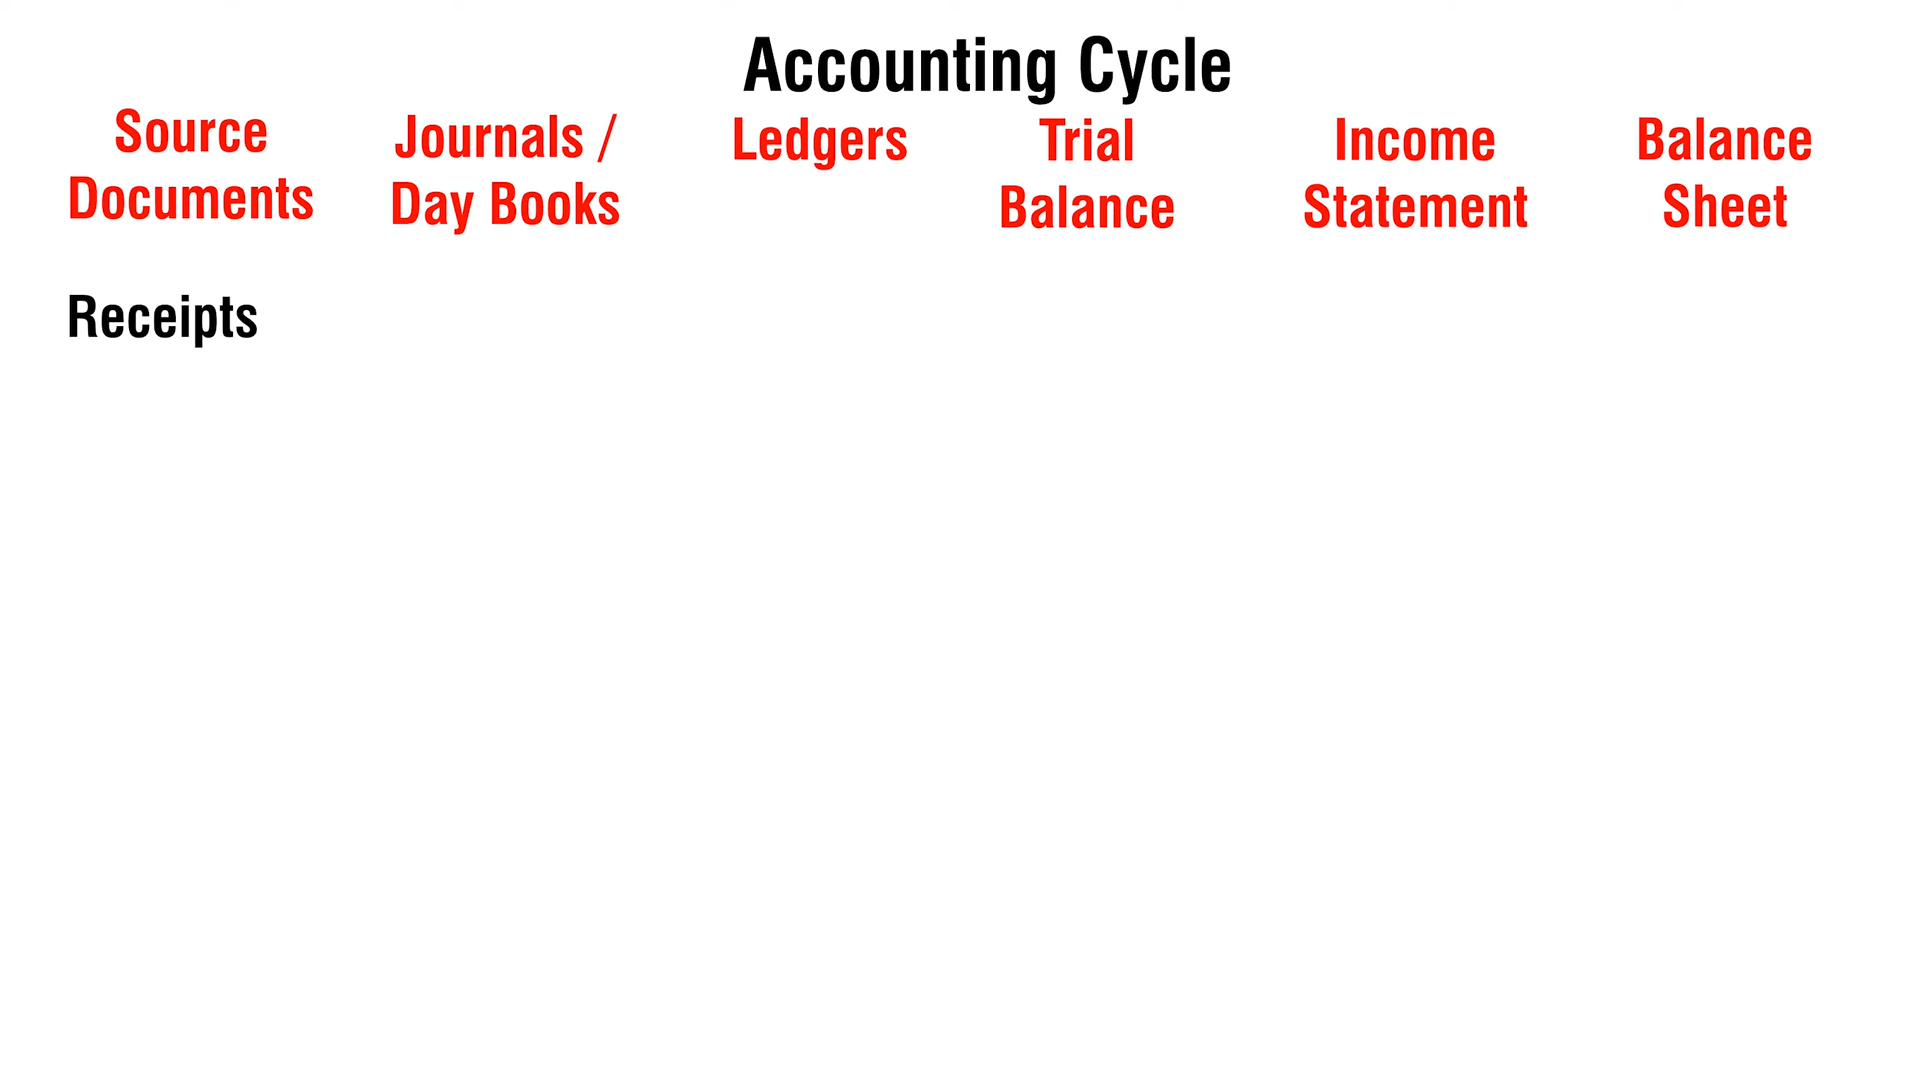 Accounting Cycle
Source
Documents
Journals /
Day Books
Ledgers
Trial
Balance
Income
Statement
Balance
Sheet
Receipts